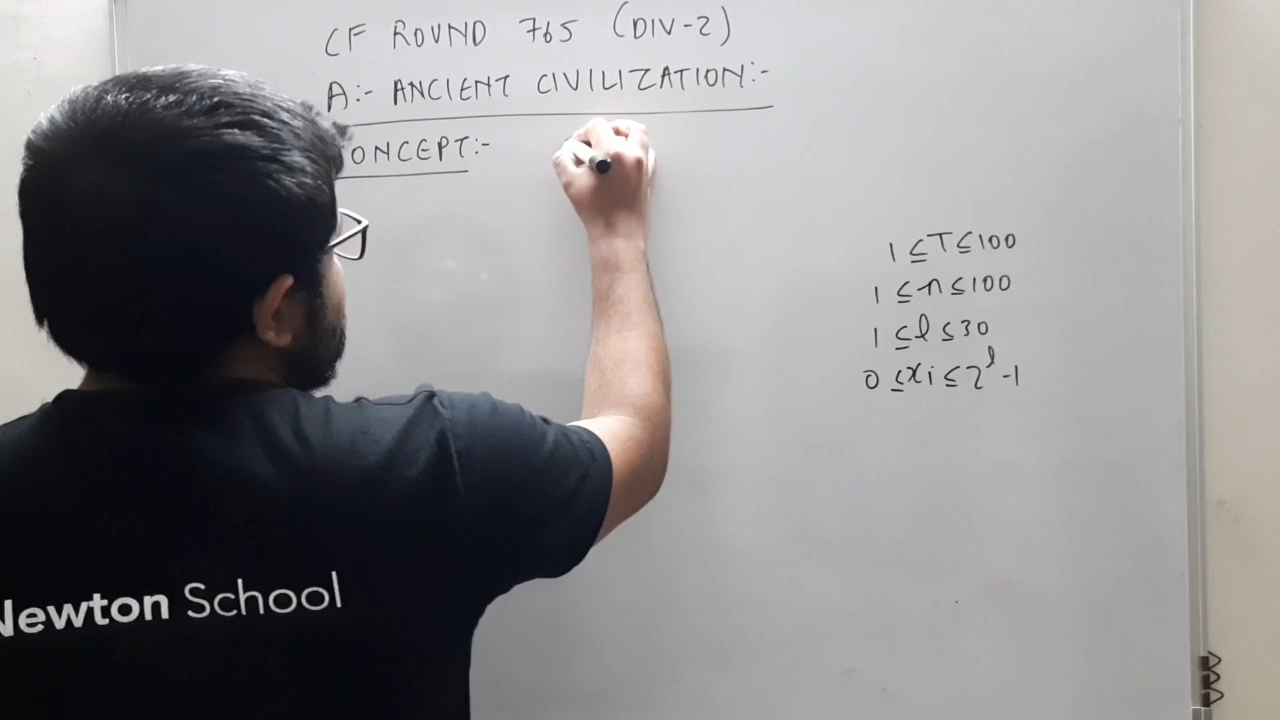 CF ROUND 765 (DIV-2)
A:- ANCIENT CIVILIZATION:-
ONCEPT:-
1 ≤ T ≤ 100
1 ≤ n ≤ 100
1 ≤ l ≤ 30
0 ≤ xi ≤ 2^l -1
Newton School